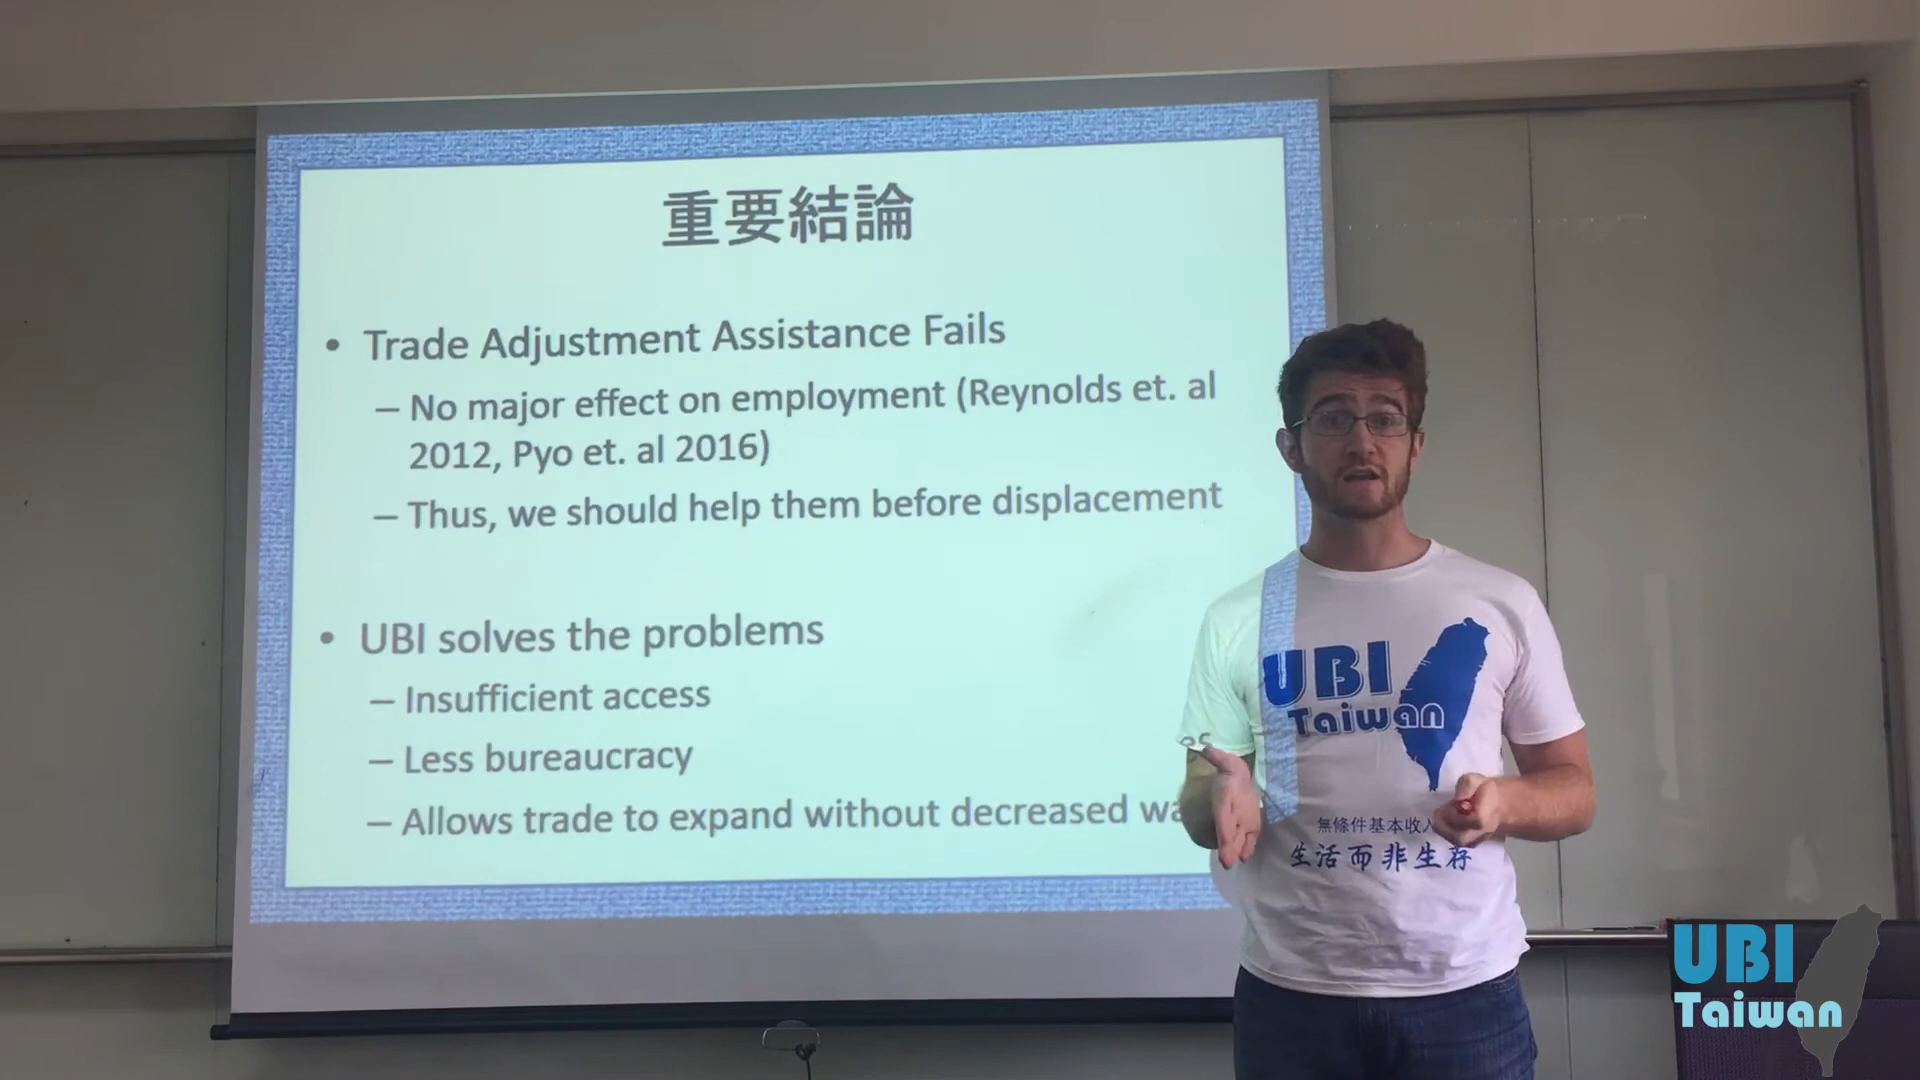 重要結論
• Trade Adjustment Assistance Fails
– No major effect on employment (Reynolds et. al
2012, Pyo et. al 2016)
– Thus, we should help them before displacement
• UBI solves the problems
– Insufficient access
– Less bureaucracy
– Allows trade to expand without decreased
UBI
Taiwan
無條件基本收入
生活而非生存
UBI
Taiwan